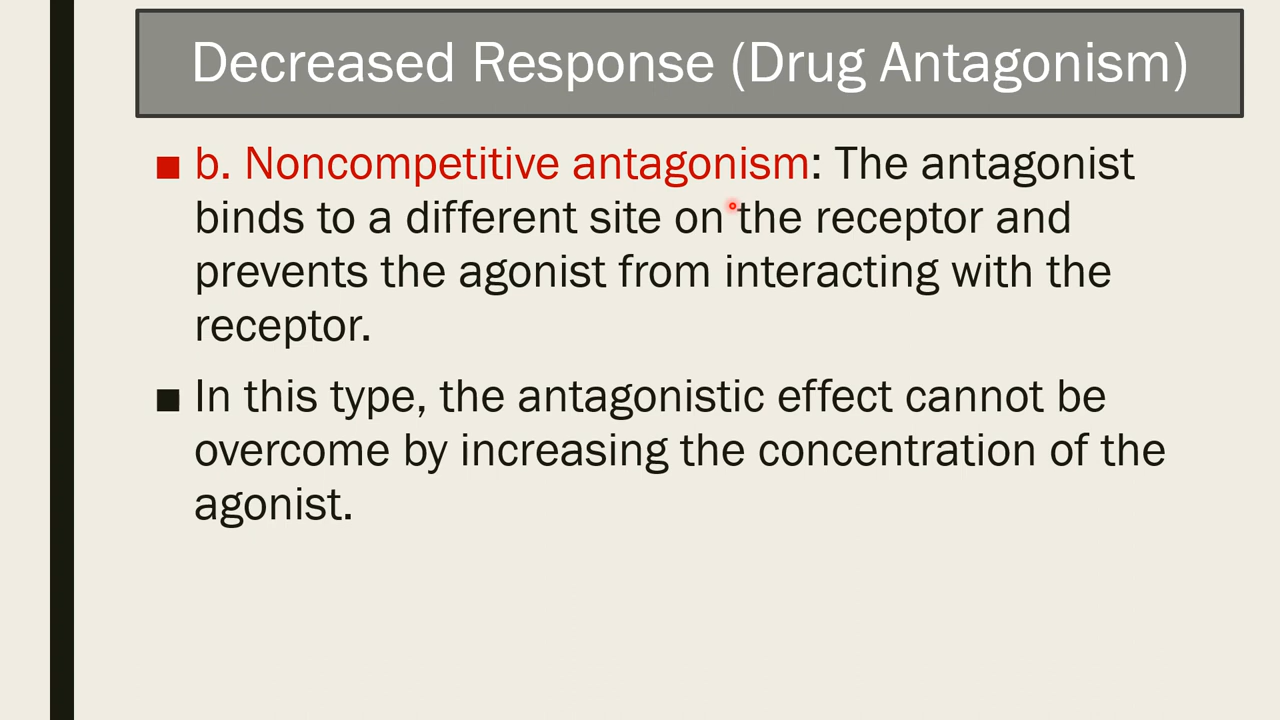 Decreased Response (Drug Antagonism)
■ b. Noncompetitive antagonism: The antagonist
binds to a different site on the receptor and
prevents the agonist from interacting with the
receptor.
■ In this type, the antagonistic effect cannot be
overcome by increasing the concentration of the
agonist.